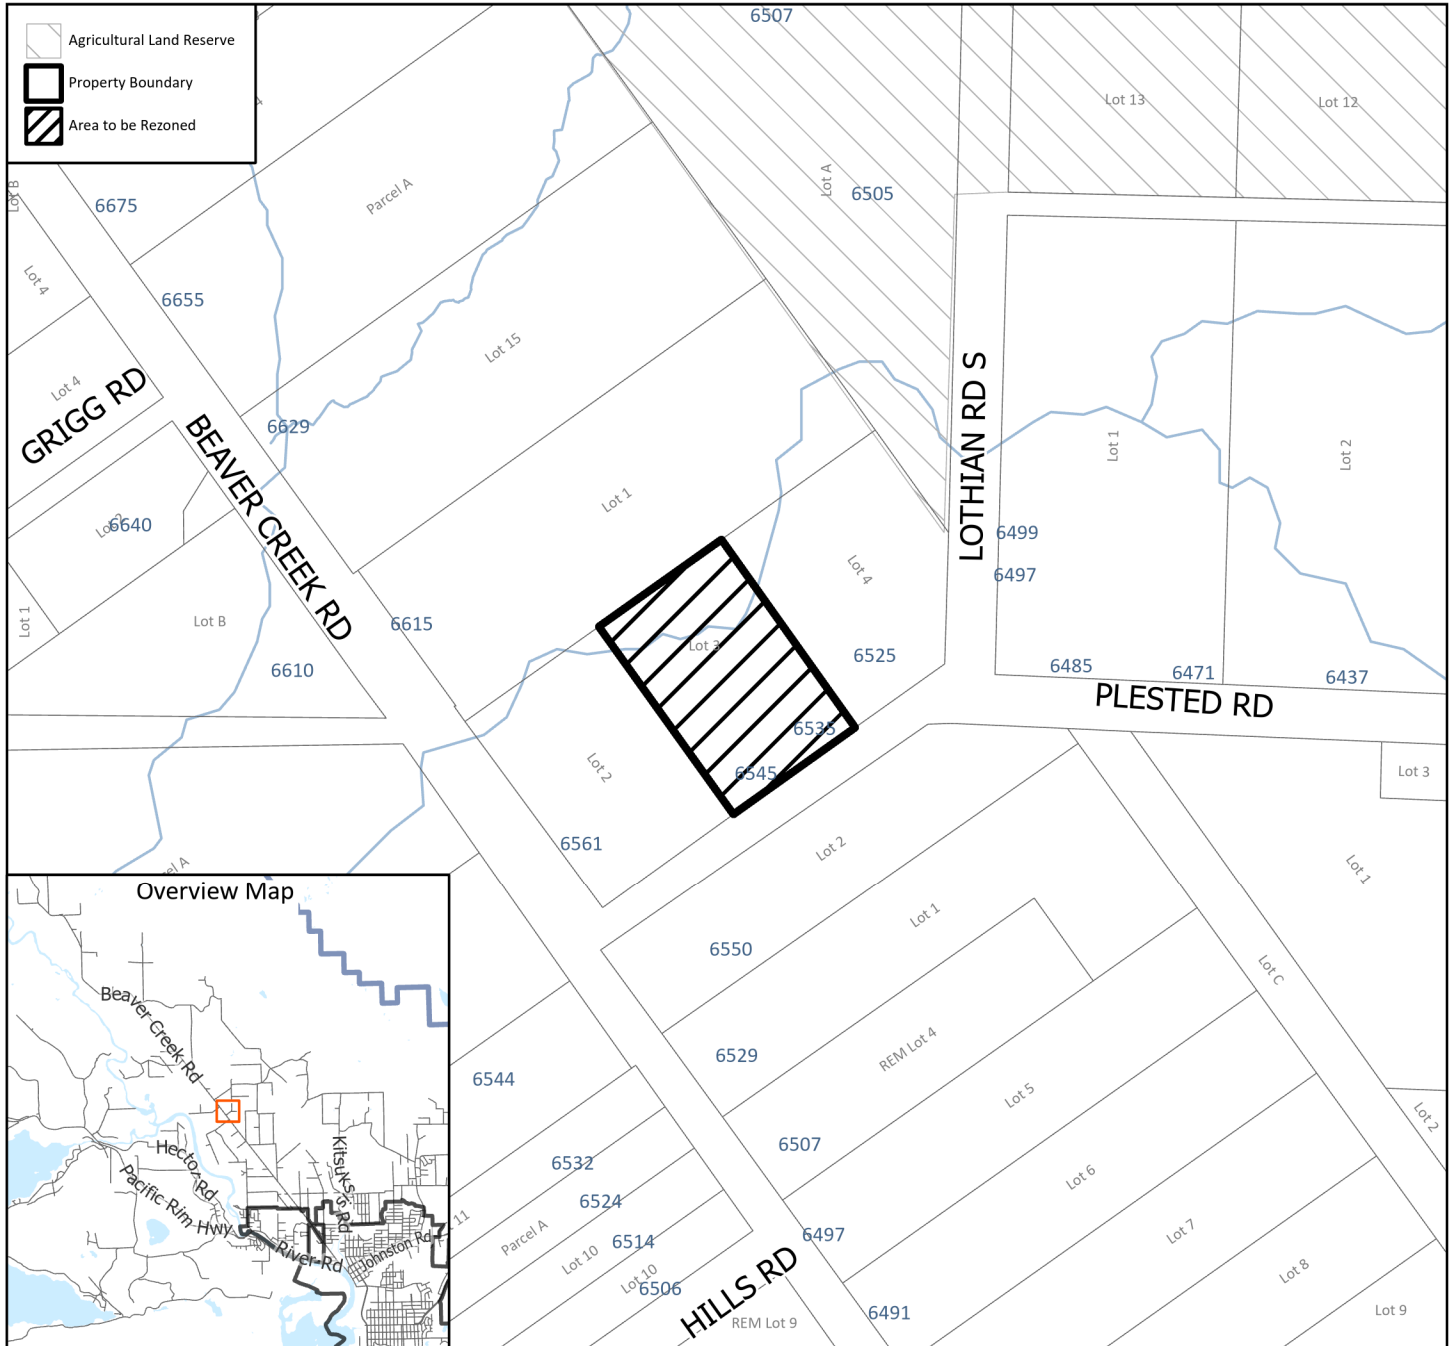 Agricultural Land Reserve
Property Boundary
Area to be Rezoned
6507
Lot 13
Lot 12
Lot A
6505
Lot B
6675
Parcel A
Lot 4
6655
Lot 15
Lot 4
GRIGG RD
6629
BEAVER CREEK RD
LOTHIAN RD S
Lot 1
Lot 2
Lot 1
6640
6499
6497
Lot 4
Lot 1
Lot B
6615
6610
Lot 3
6525
6485
6471
6437
PLESTED RD
6535
6545
Lot 2
Lot 3
6561
Lot 2
Lot 1
Lot 1
6550
Lot C
6529
REM Lot 4
6544
Lot 5
Lot 2
6507
6532
Lot 6
6524
11
Parcel A
6514
6497
Lot 7
Lot 10
Lot 10
6506
HILLS RD
Lot 8
REM Lot 9
6491
Lot 9
Overview Map
Beaver Creek Rd
Hector Rd
Kitsuksis Rd
Pacific Rim Hwy
River Rd
Johnston Rd